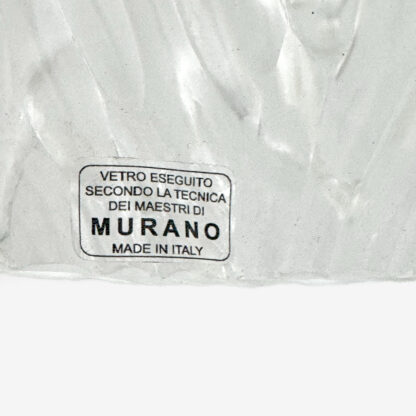 VETRO ESEGUITO
SECONDO LA TECNICA
DEI MAESTRI DI
MURANO
MADE IN ITALY